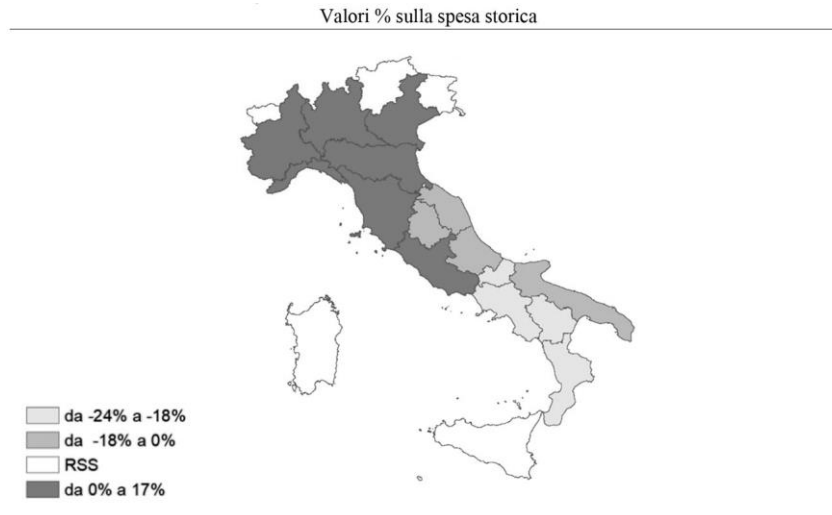 Valori % sulla spesa storica
da -24% a -18%
da -18% a 0%
RSS
da 0% a 17%